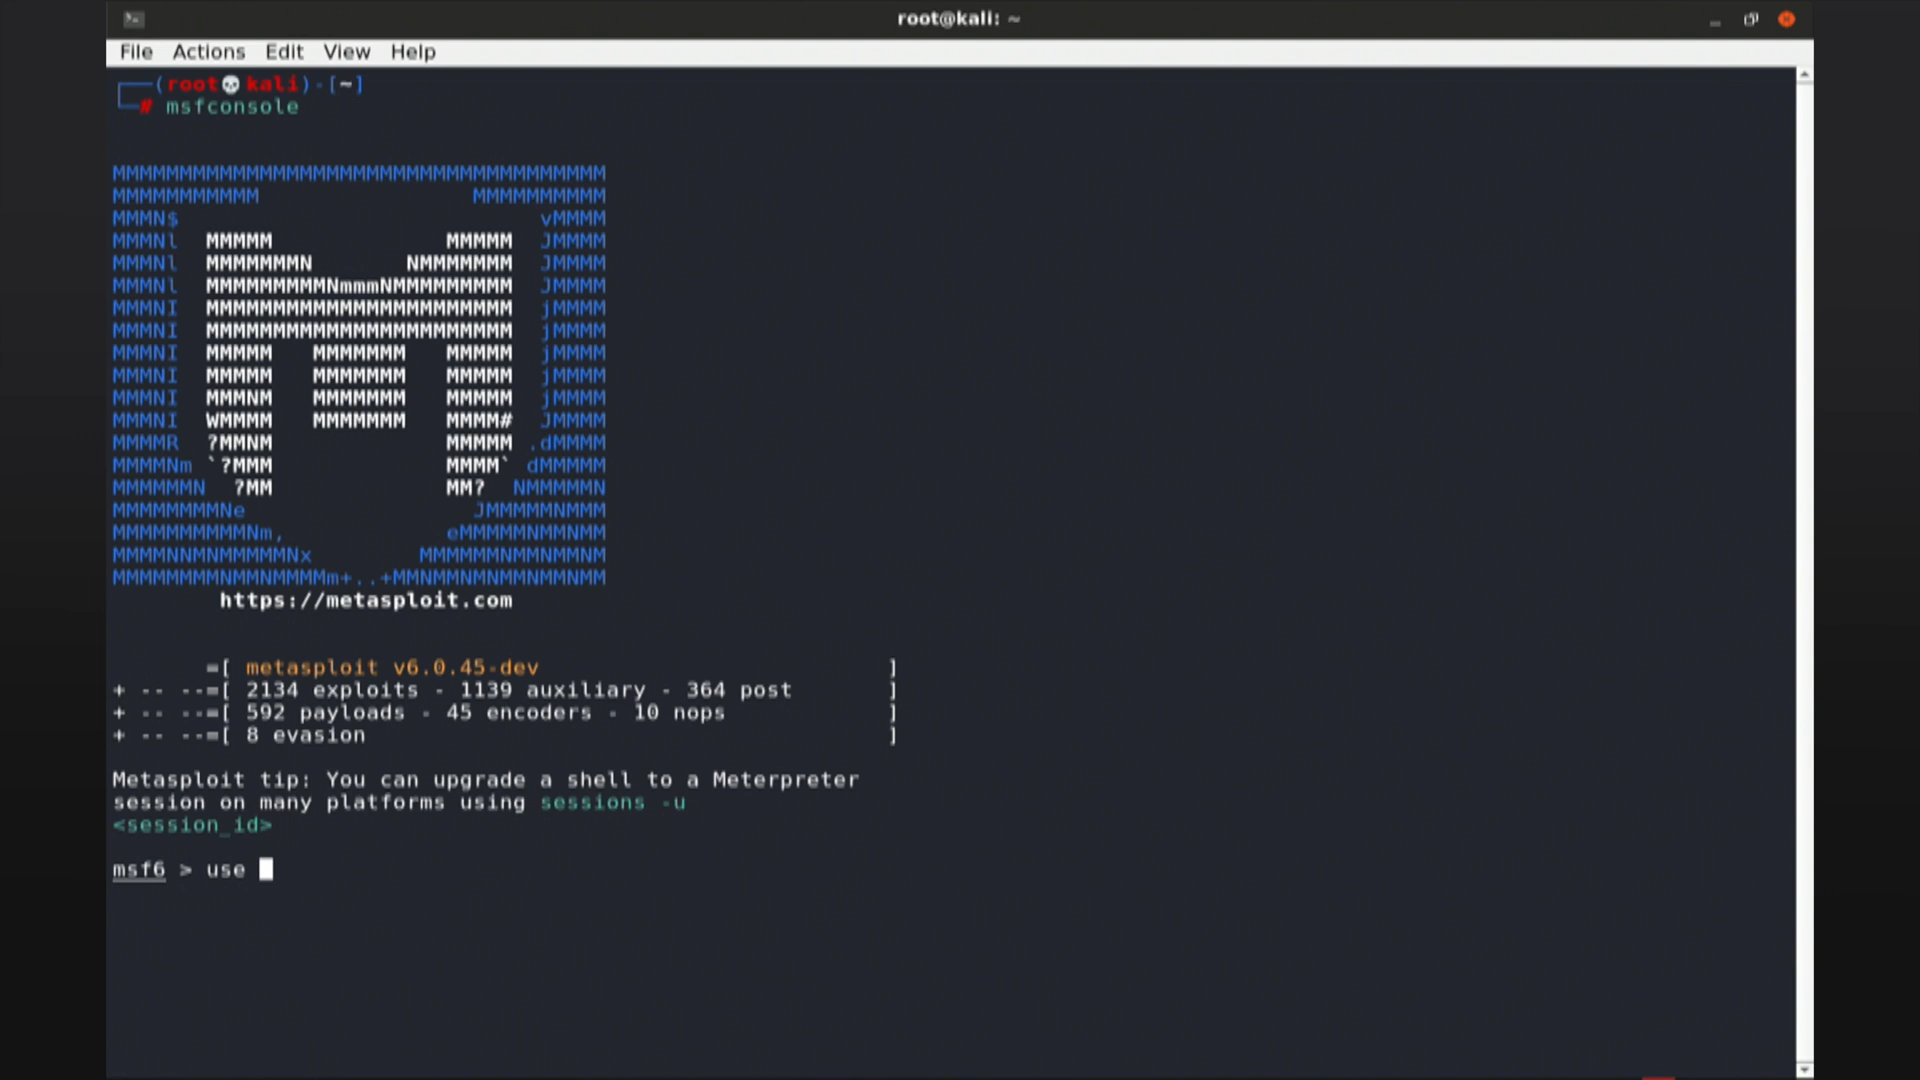 root@kali: ~
File Actions Edit View Help
(root💀kali)-[~]
# msfconsole
MMMMMMMMMMMMMMMMMMMMMMMMMMMMMMMMMMMMM
MMMMMMMMMMM                MMMMMMMMMM
MMMN$                           vMMMM
MMMNl  MMMMM             MMMMM  JMMMM
MMMNl  MMMMMMMN       NMMMMMMM  JMMMM
MMMNl  MMMMMMMMMNmmmNMMMMMMMMM  JMMMM
MMMNI  MMMMMMMMMMMMMMMMMMMMMMM  jMMMM
MMMNI  MMMMMMMMMMMMMMMMMMMMMMM  jMMMM
MMMNI  MMMMM   MMMMMMM   MMMMM  jMMMM
MMMNI  MMMMM   MMMMMMM   MMMMM  jMMMM
MMMNI  MMMNM   MMMMMMM   MMMMM  jMMMM
MMMNI  WMMMM   MMMMMMM   MMMM#  JMMMM
MMMMR  ?MMNM             MMMMM .dMMMM
MMMMNm `?MMM             MMMM` dMMMMM
MMMMMMN  ?MM             MM?  NMMMMMN
MMMMMMMMNe                 JMMMMMNMMM
MMMMMMMMMMNm,            eMMMMMNMMNMM
MMMMNNMNMMMMMNx        MMMMMMNMMNMMNM
MMMMMMMMNMMNMMMMm+..+MMNMMNMNMMNMMNMM
https://metasploit.com
=[ metasploit v6.0.45-dev ]
+ -- --=[ 2134 exploits - 1139 auxiliary - 364 post ]
+ -- --=[ 592 payloads - 45 encoders - 10 nops ]
+ -- --=[ 8 evasion ]
Metasploit tip: You can upgrade a shell to a Meterpreter
session on many platforms using sessions -u
<session_id>
msf6 > use